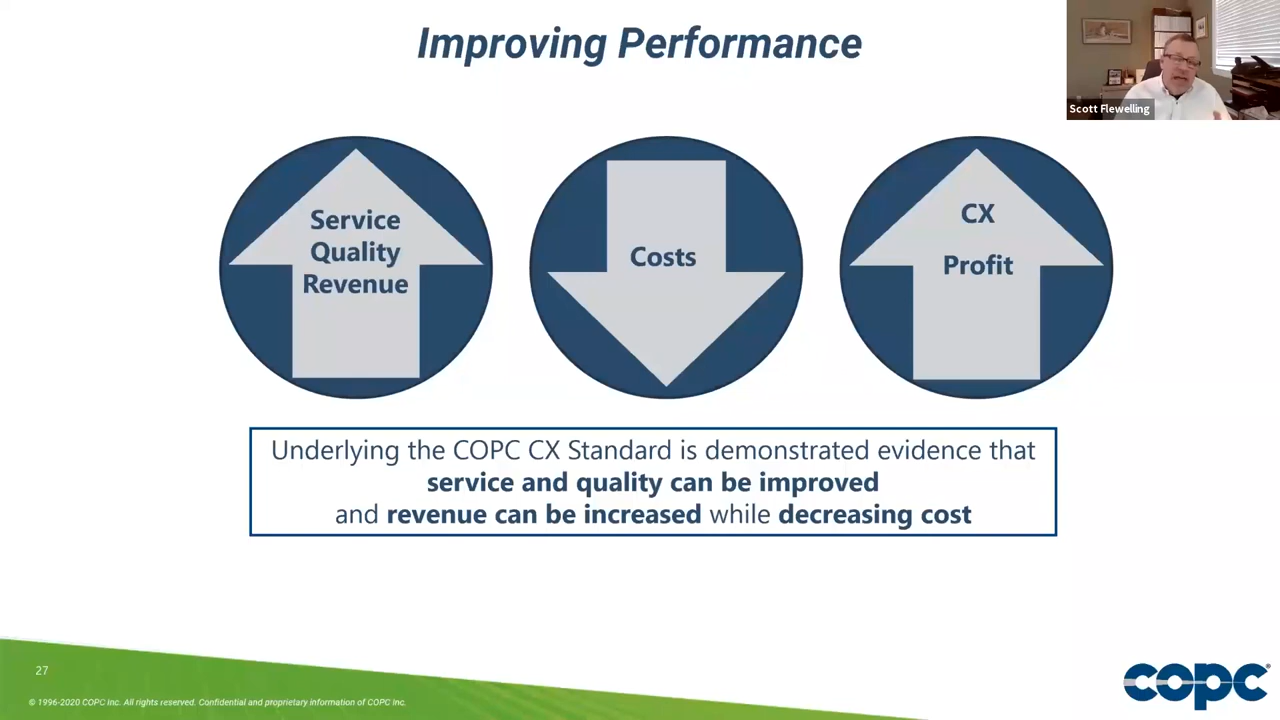 Improving Performance
Scott Flewelling
Service
Quality
Revenue
Costs
CX
Profit
Underlying the COPC CX Standard is demonstrated evidence that
service and quality can be improved
and revenue can be increased while decreasing cost
27
© 1996-2020 COPC Inc. All rights reserved. Confidential and proprietary information of COPC Inc.
copc®